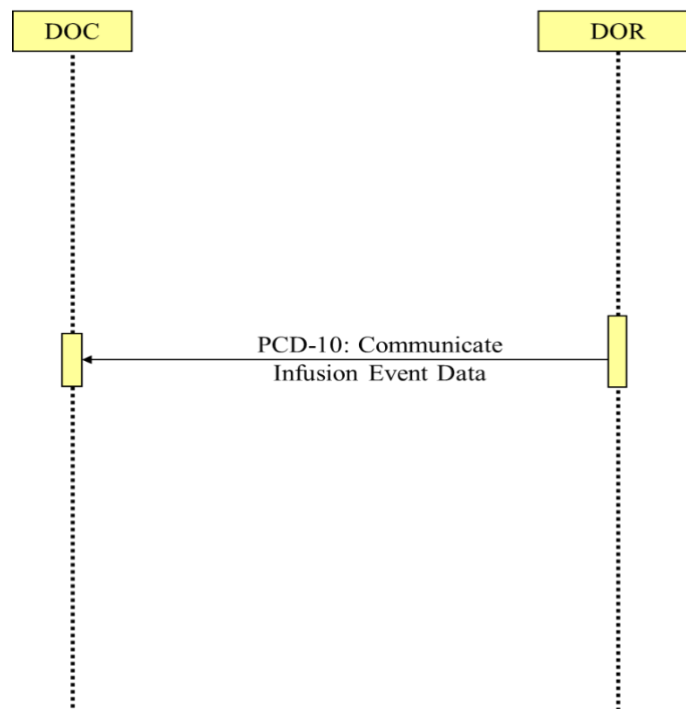 DOC
DOR
PCD-10: Communicate
Infusion Event Data